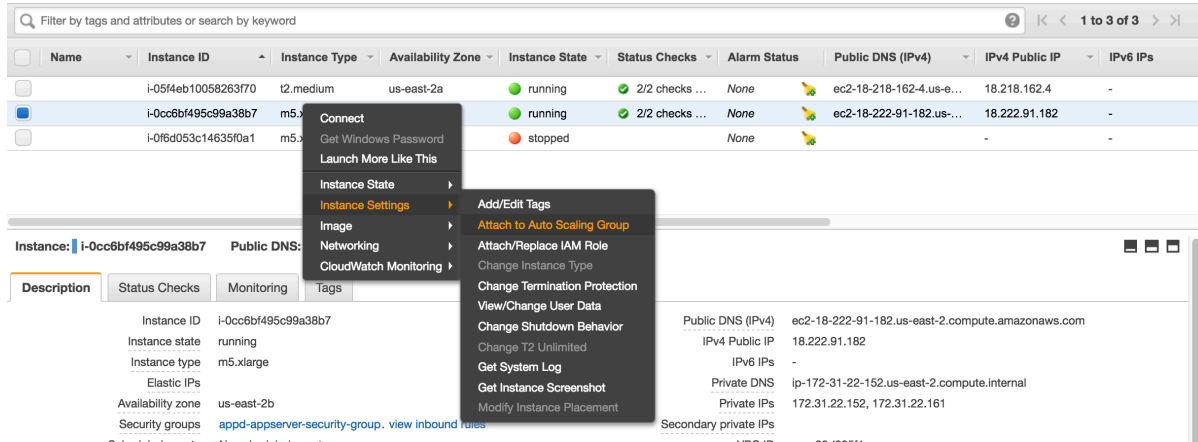 Filter by tags and attributes or search by keyword
1 to 3 of 3
Name Instance ID Instance Type Availability Zone Instance State Status Checks Alarm Status Public DNS (IPv4) IPv4 Public IP IPv6 IPs
i-05f4eb10058263f70 t2.medium us-east-2a running 2/2 checks ... None ec2-18-218-162-4.us-e... 18.218.162.4 -
i-0cc6bf495c99a38b7 m5.x running 2/2 checks ... None ec2-18-222-91-182.us-... 18.222.91.182 -
i-0f6d053c14635f0a1 m5.x stopped None - -
Connect
Get Windows Password
Launch More Like This
Instance State
Instance Settings
Image
Networking
CloudWatch Monitoring
Add/Edit Tags
Attach to Auto Scaling Group
Attach/Replace IAM Role
Change Instance Type
Change Termination Protection
View/Change User Data
Change Shutdown Behavior
Change T2 Unlimited
Get System Log
Get Instance Screenshot
Modify Instance Placement
Instance: i-0cc6bf495c99a38b7 Public DNS:
Description Status Checks Monitoring Tags
Instance ID i-0cc6bf495c99a38b7
Instance state running
Instance type m5.xlarge
Elastic IPs
Availability zone us-east-2b
Security groups appd-appserver-security-group. view inbound rules
Public DNS (IPv4) ec2-18-222-91-182.us-east-2.compute.amazonaws.com
IPv4 Public IP 18.222.91.182
IPv6 IPs -
Private DNS ip-172-31-22-152.us-east-2.compute.internal
Private IPs 172.31.22.152, 172.31.22.161
Secondary private IPs